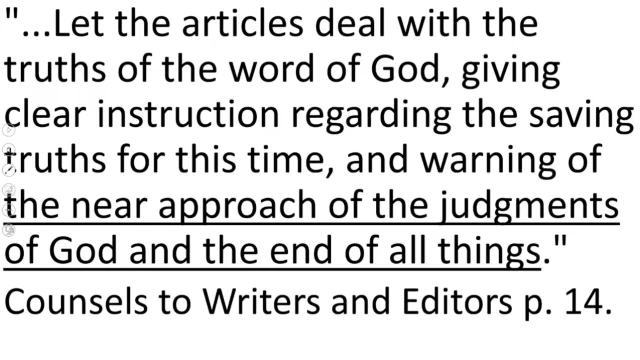 "...Let the articles deal with the
truths of the word of God, giving
clear instruction regarding the saving
truths for this time, and warning of
the near approach of the judgments
of God and the end of all things."
Counsels to Writers and Editors p. 14.